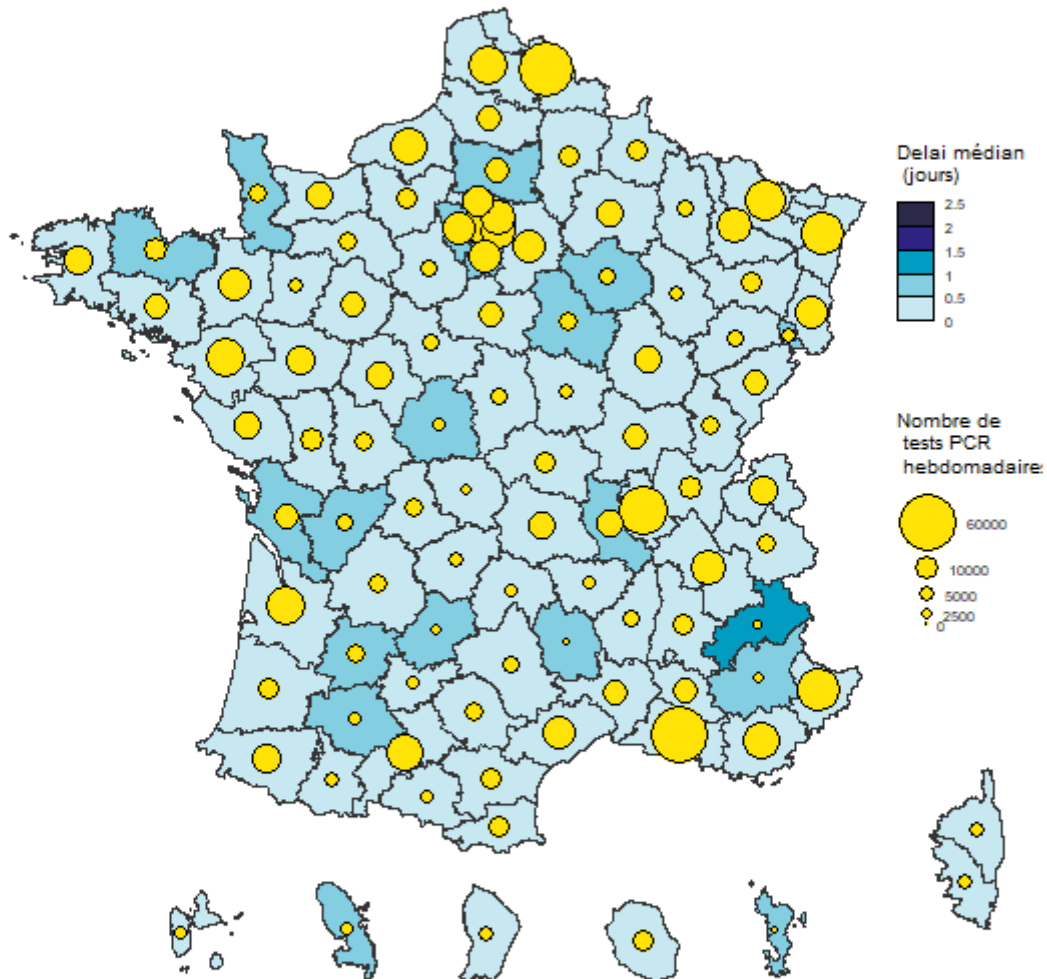 Delai médian
(jours)
2.5
2
1.5
1
0.5
0
Nombre de
tests PCR
hebdomadaires
60000
10000
5000
2500
0